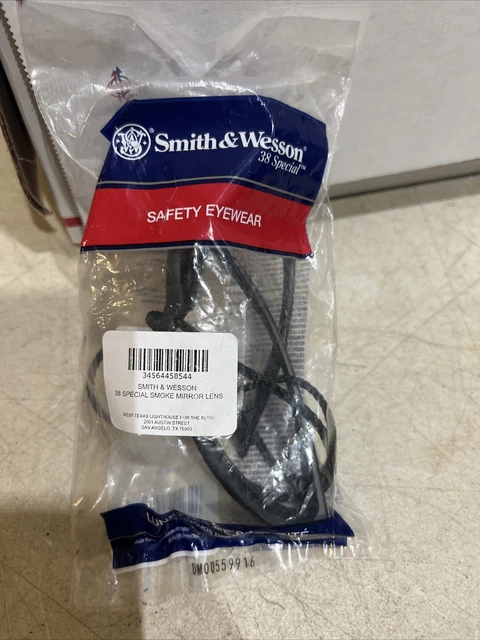 Smith & Wesson®
38 Special™
SAFETY EYEWEAR
34564458544
SMITH & WESSON
38 SPECIAL SMOKE MIRROR LENS
WEST TEXAS LIGHTHOUSE FOR THE BLIND
2001 AUSTIN STREET
SAN ANGELO, TX 76903
DM00559916